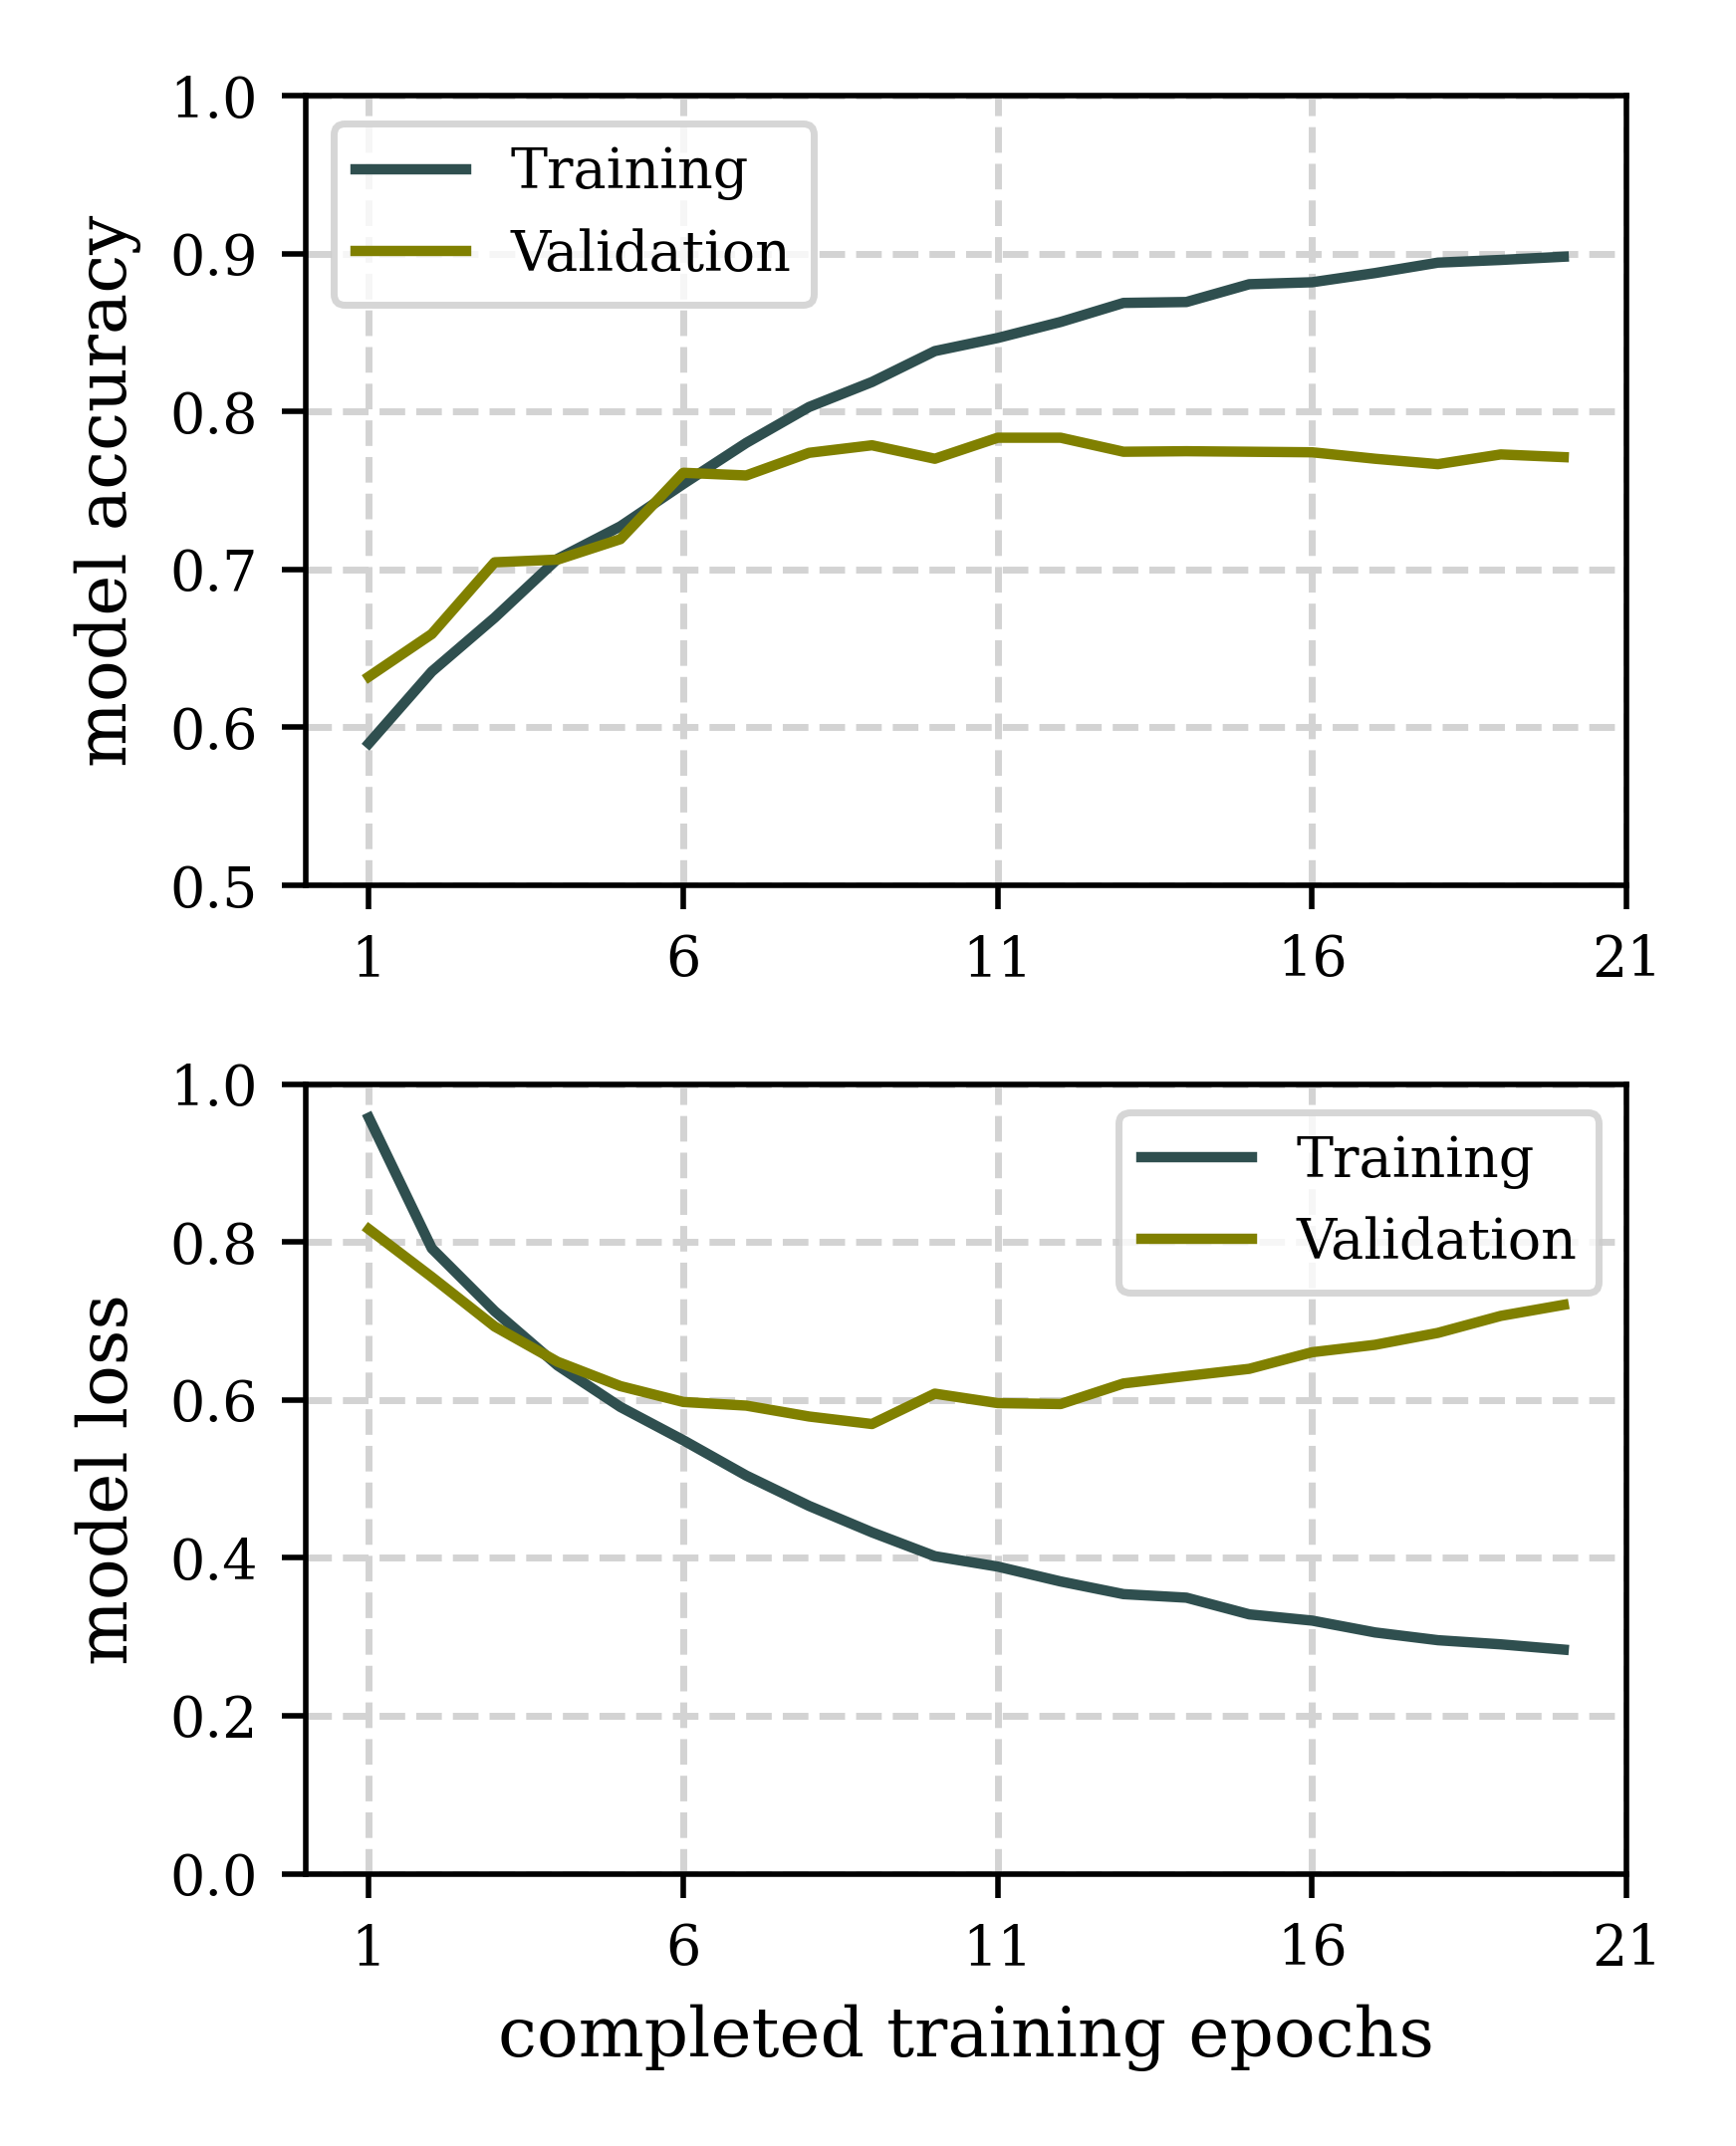 model accuracy
1.0
0.9
0.8
0.7
0.6
0.5
Training
Validation
1 6 11 16 21
model loss
1.0
0.8
0.6
0.4
0.2
0.0
Training
Validation
1 6 11 16 21
completed training epochs